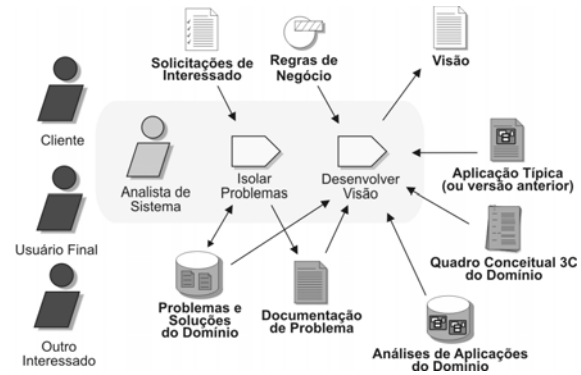 Solicitações de
Interessado
Regras de
Negócio
Visão
Cliente
Analista de
Sistema
Isolar
Problemas
Desenvolver
Visão
Aplicação Típica
(ou versão anterior)
Usuário Final
Quadro Conceitual 3C
do Domínio
Problemas e
Soluções
do Domínio
Documentação
de Problema
Outro
Interessado
Análises de Aplicações
do Domínio